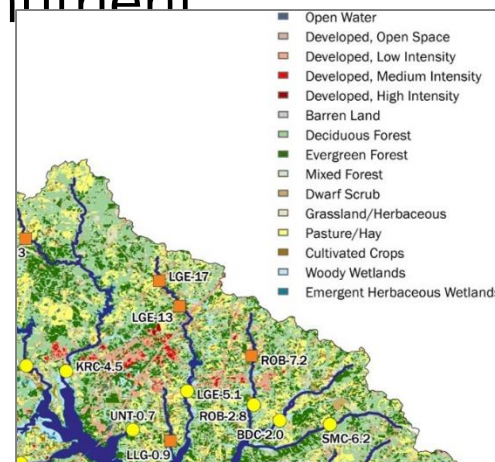 Open Water
Developed, Open Space
Developed, Low Intensity
Developed, Medium Intensity
Developed, High Intensity
Barren Land
Deciduous Forest
Evergreen Forest
Mixed Forest
Dwarf Scrub
Grassland/Herbaceous
Pasture/Hay
Cultivated Crops
Woody Wetlands
Emergent Herbaceous Wetlands
3
LGE-17
LGE-13
ROB-7.2
KRC-4.5
LGE-5.1
UNT-0.7
ROB-2.8
BDC-2.0
SMC-6.2
LLG-0.9